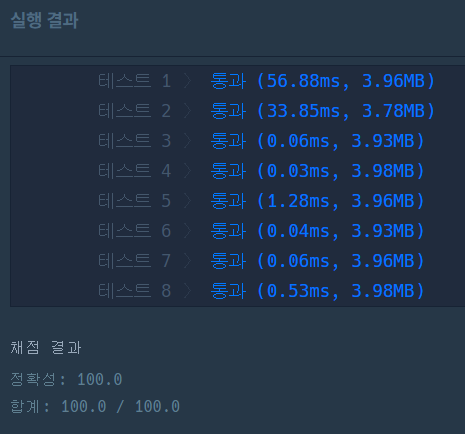 실행 결과
테스트 1 〉 통과 (56.88ms, 3.96MB)
테스트 2 〉 통과 (33.85ms, 3.78MB)
테스트 3 〉 통과 (0.06ms, 3.93MB)
테스트 4 〉 통과 (0.03ms, 3.98MB)
테스트 5 〉 통과 (1.28ms, 3.96MB)
테스트 6 〉 통과 (0.04ms, 3.93MB)
테스트 7 〉 통과 (0.06ms, 3.96MB)
테스트 8 〉 통과 (0.53ms, 3.98MB)
채점 결과
정확성: 100.0
합계: 100.0 / 100.0